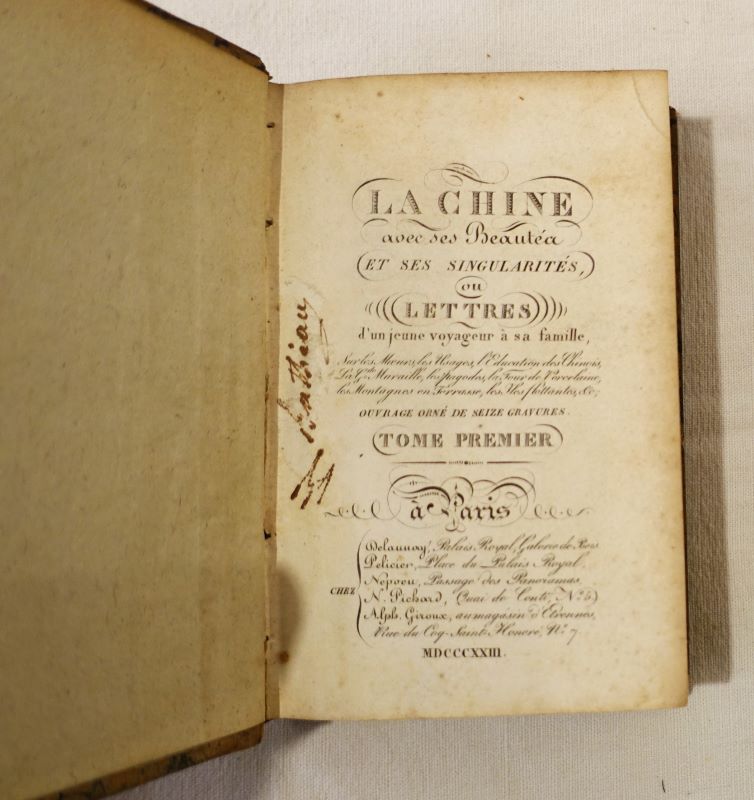 LA CHINE
avec ses Beautés
ET SES SINGULARITÉS,
ou
LETTRES
d'un jeune voyageur à sa famille,
Sur les Mœurs, les Usages, l'Education des Chinois,
La Gde Muraille, les Pagodes, la Tour de Porcelaine,
les Montagnes en Terrasse, les Iles flottantes, &c;
OUVRAGE ORNÉ DE SEIZE GRAVURES.
TOME PREMIER
à Paris
CHEZ
Delaunay, Palais Royal, Galerie de Bois
Pelicier, Place du Palais Royal,
Nepveu, Passage des Panoramas
N. Pichard, Quai de Conti, No. 5
Alph. Giroux, au magasin d'Etrennes,
Rue du Coq-Saint-Honoré, No. 7
MDCCCXXIII.